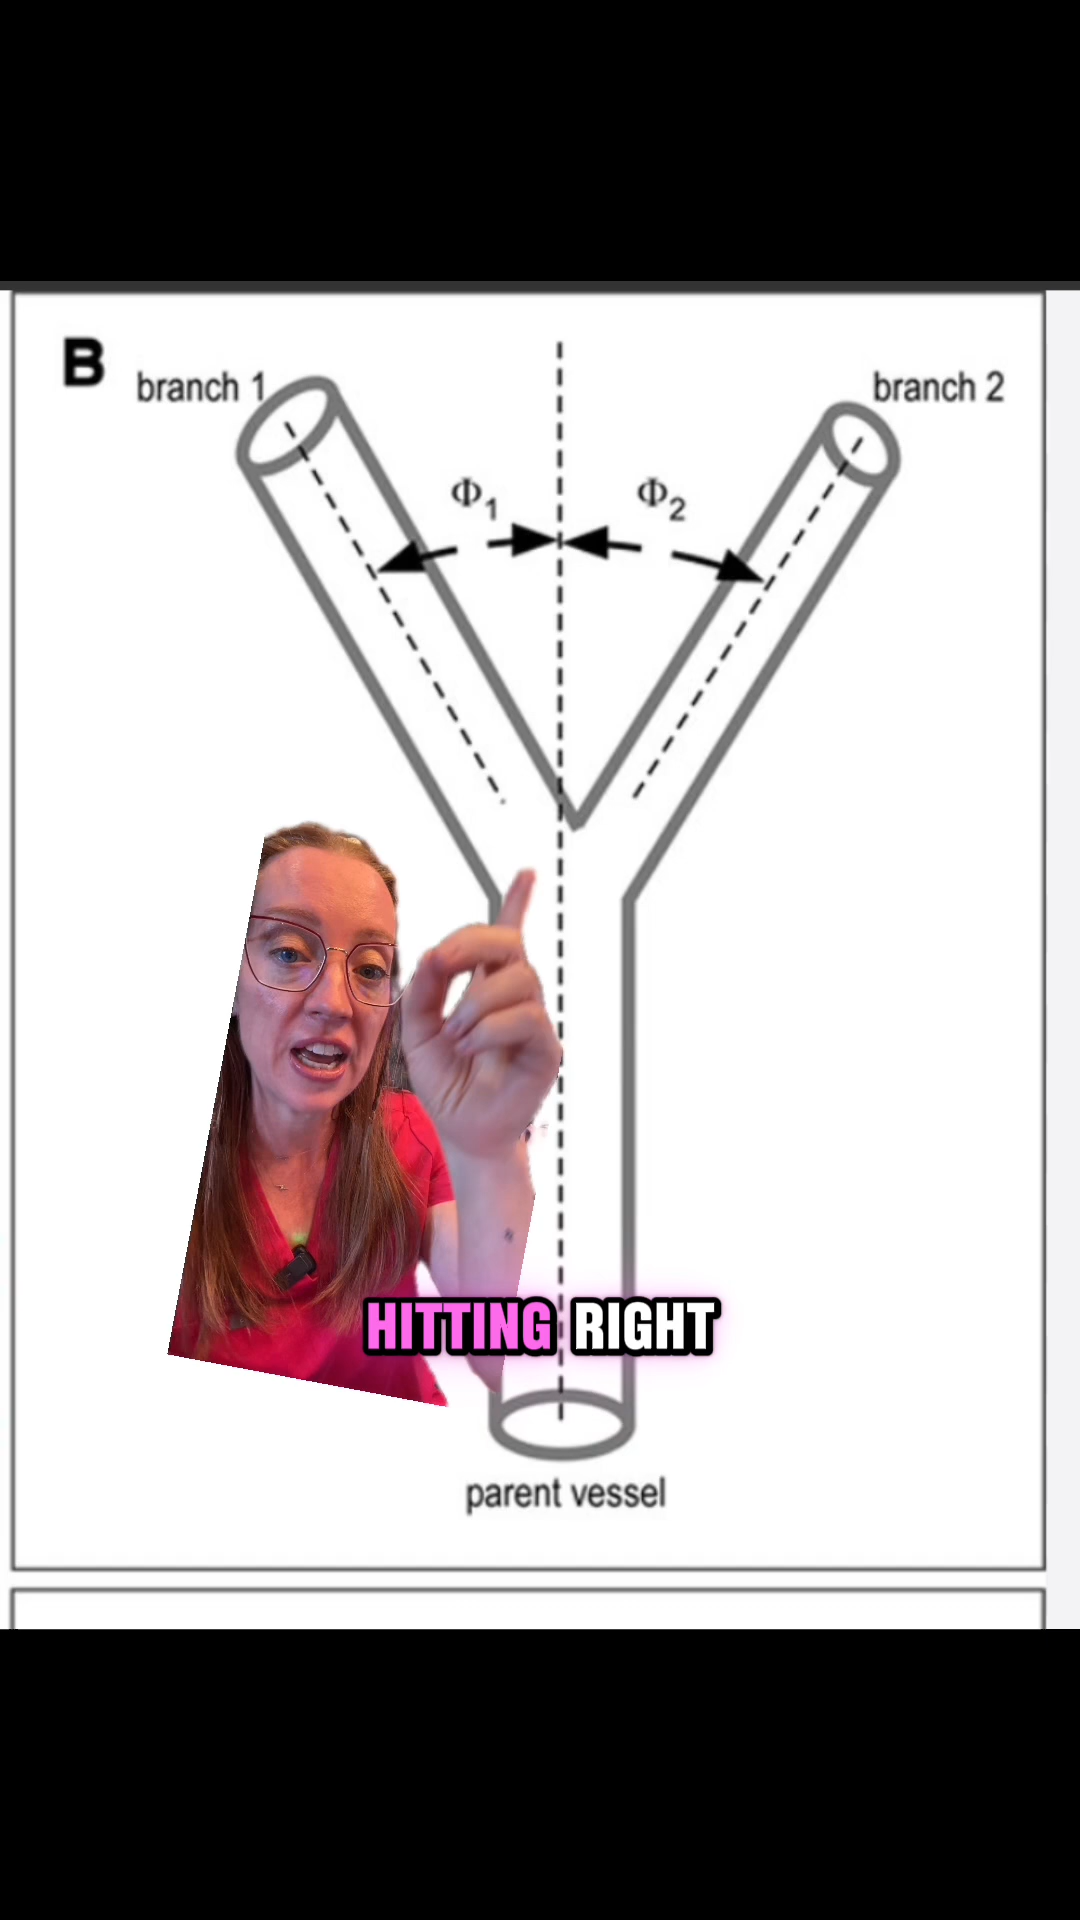 B
branch 1
branch 2
Φ1
Φ2
HITTING RIGHT
parent vessel